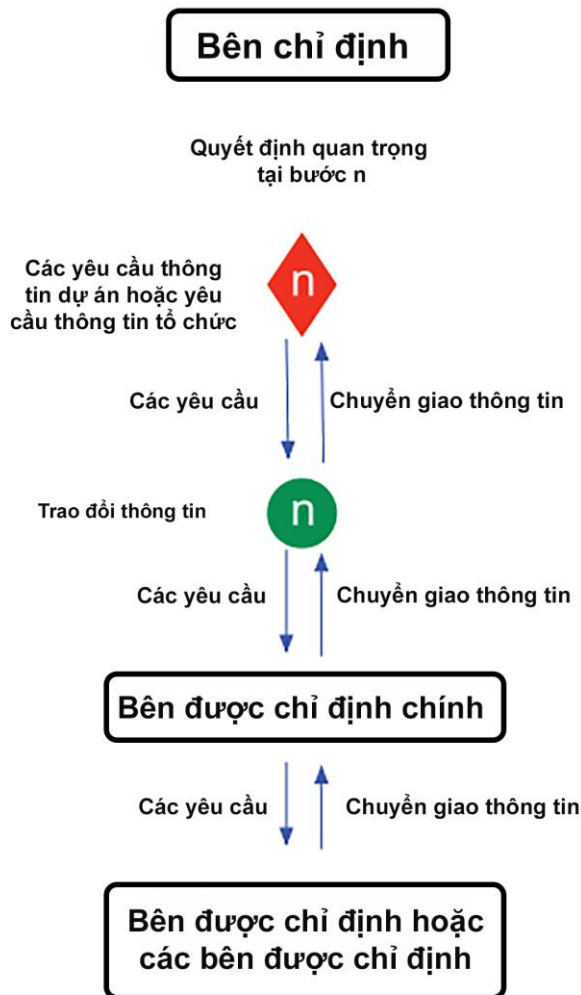 Bên chỉ định
Quyết định quan trọng
tại bước n
n
Các yêu cầu thông
tin dự án hoặc yêu
cầu thông tin tổ chức
Các yêu cầu
Chuyển giao thông tin
Trao đổi thông tin
n
Các yêu cầu
Chuyển giao thông tin
Bên được chỉ định chính
Các yêu cầu
Chuyển giao thông tin
Bên được chỉ định hoặc
các bên được chỉ định